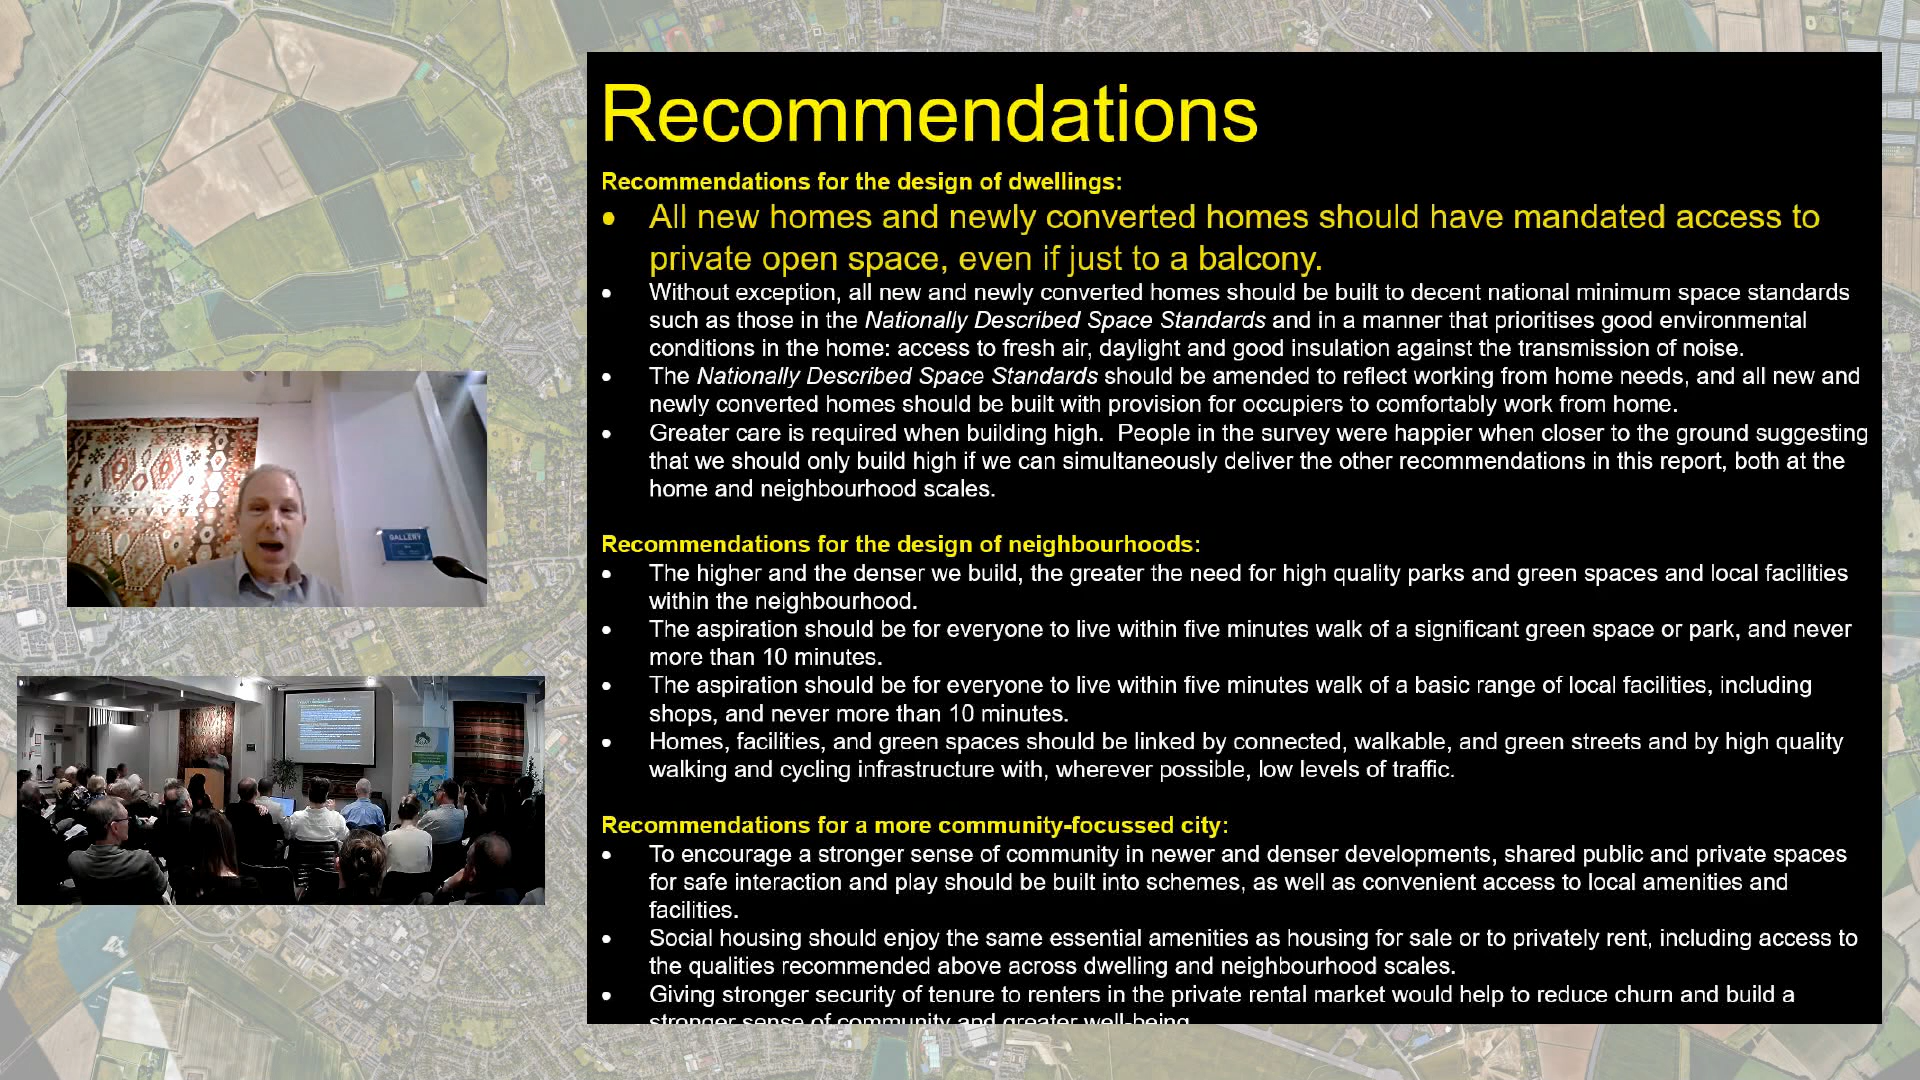 Recommendations
Recommendations for the design of dwellings:
• All new homes and newly converted homes should have mandated access to
private open space, even if just to a balcony.
• Without exception, all new and newly converted homes should be built to decent national minimum space standards
such as those in the Nationally Described Space Standards and in a manner that prioritises good environmental
conditions in the home: access to fresh air, daylight and good insulation against the transmission of noise.
• The Nationally Described Space Standards should be amended to reflect working from home needs, and all new and
newly converted homes should be built with provision for occupiers to comfortably work from home.
• Greater care is required when building high.  People in the survey were happier when closer to the ground suggesting
that we should only build high if we can simultaneously deliver the other recommendations in this report, both at the
home and neighbourhood scales.
Recommendations for the design of neighbourhoods:
• The higher and the denser we build, the greater the need for high quality parks and green spaces and local facilities
within the neighbourhood.
• The aspiration should be for everyone to live within five minutes walk of a significant green space or park, and never
more than 10 minutes.
• The aspiration should be for everyone to live within five minutes walk of a basic range of local facilities, including
shops, and never more than 10 minutes.
• Homes, facilities, and green spaces should be linked by connected, walkable, and green streets and by high quality
walking and cycling infrastructure with, wherever possible, low levels of traffic.
Recommendations for a more community-focussed city:
• To encourage a stronger sense of community in newer and denser developments, shared public and private spaces
for safe interaction and play should be built into schemes, as well as convenient access to local amenities and
facilities.
• Social housing should enjoy the same essential amenities as housing for sale or to privately rent, including access to
the qualities recommended above across dwelling and neighbourhood scales.
• Giving stronger security of tenure to renters in the private rental market would help to reduce churn and build a
stronger sense of community and greater well-being
GALLERY